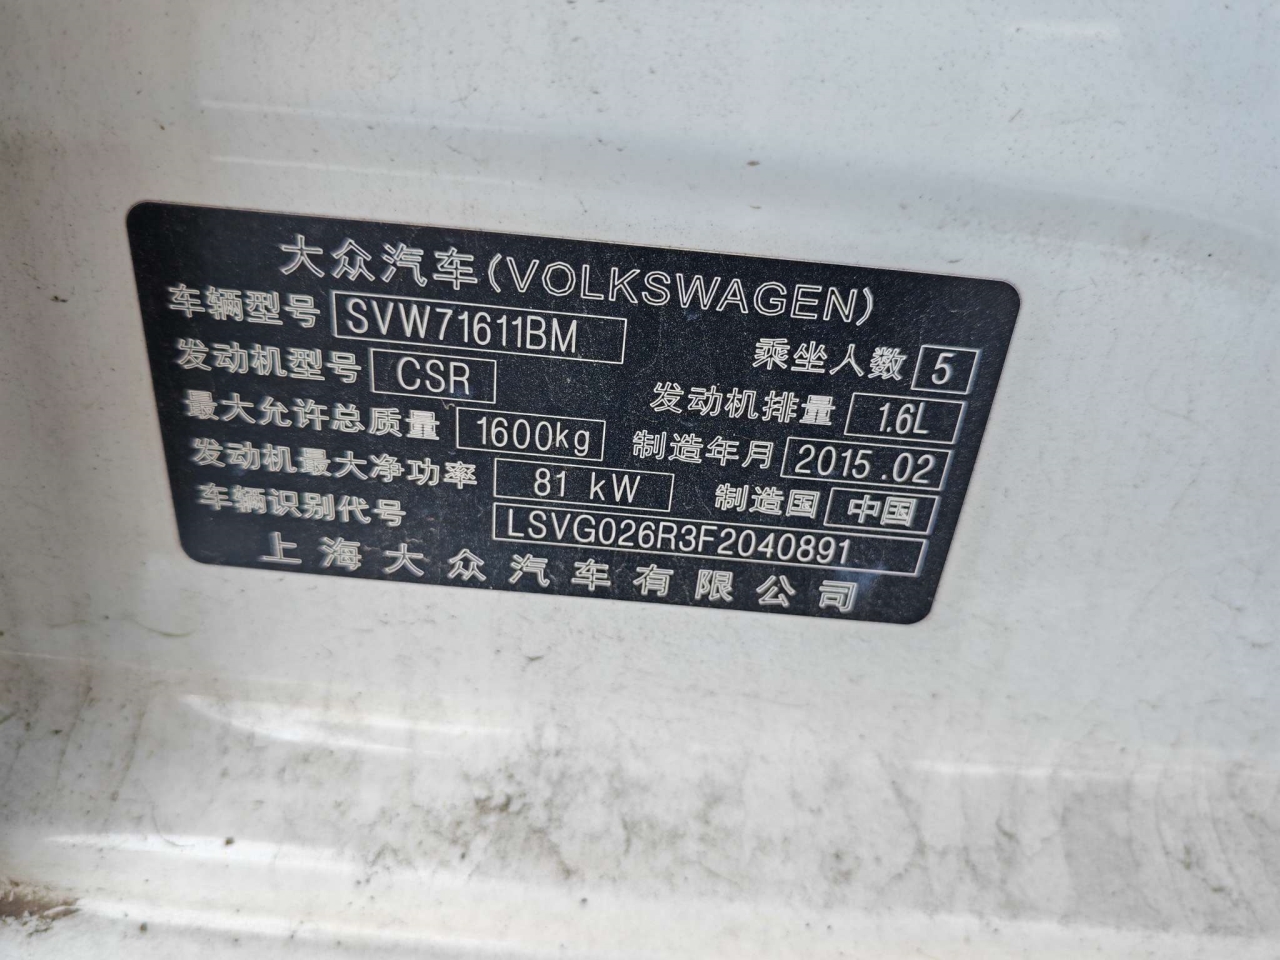 大众汽车(VOLKSWAGEN)
车辆型号 SVW71611BM 乘坐人数 5
发动机型号 CSR 发动机排量 1.6L
最大允许总质量 1600kg 制造年月 2015.02
发动机最大净功率 81 kW 制造国 中国
车辆识别代号 LSVG026R3F2040891
上海大众汽车有限公司